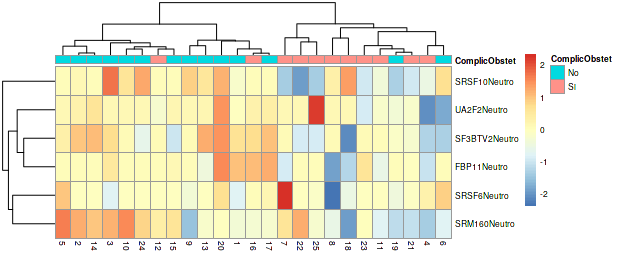 ComplicObstet
SRSF10Neutro
UA2F2Neutro
SF3BTV2Neutro
FBP11Neutro
SRSF6Neutro
SRM160Neutro
5 2 14 3 10 24 12 15 9 13 20 1 16 17 7 22 25 8 18 23 11 19 21 4 6
2
1
0
-1
-2
ComplicObstet
No
SI